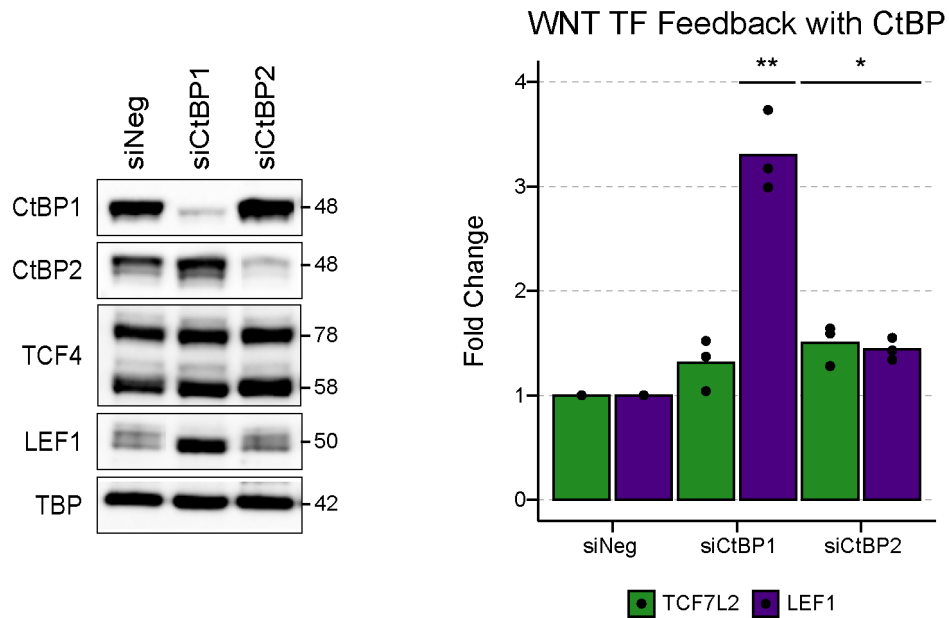 siNeg
siCtBP1
siCtBP2
CtBP1
48
CtBP2
48
TCF4
78
58
LEF1
50
TBP
42
WNT TF Feedback with CtBP
**
*
Fold Change
4
3
2
1
0
siNeg
siCtBP1
siCtBP2
TCF7L2
LEF1